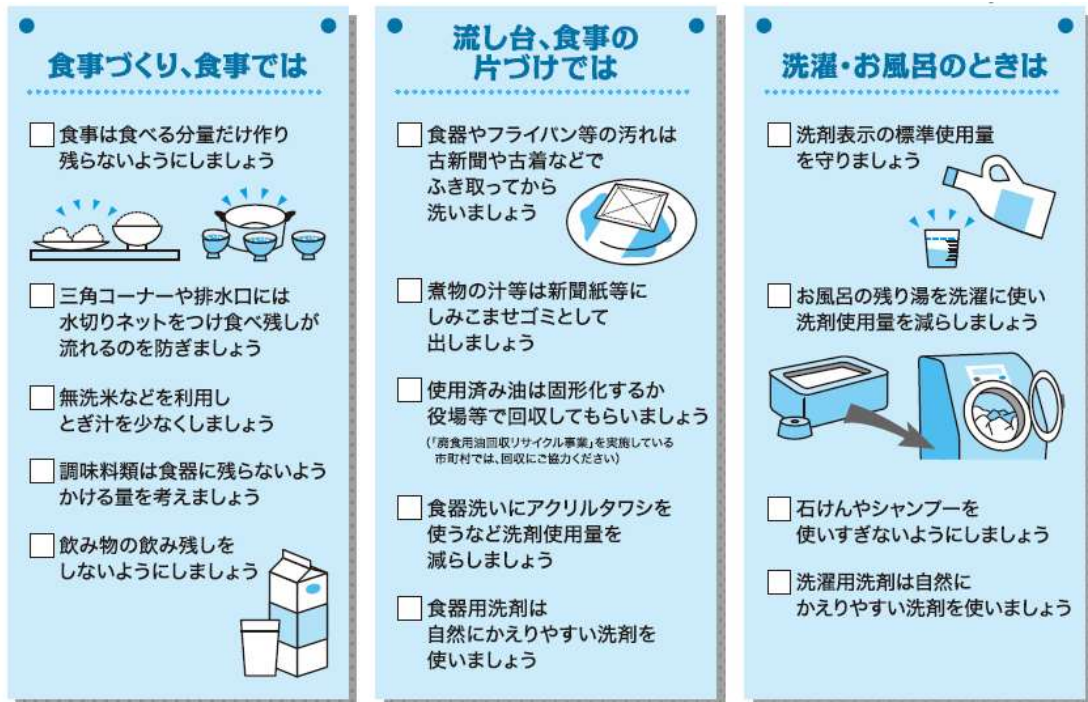 食事づくり、食事では
食事は食べる分量だけ作り
残らないようにしましょう
三角コーナーや排水口には
水切りネットをつけ食べ残しが
流れるのを防ぎましょう
無洗米などを利用し
とぎ汁を少なくしましょう
調味料類は食器に残らないよう
かける量を考えましょう
飲み物の飲み残しを
しないようにしましょう
流し台、食事の
片づけでは
食器やフライパン等の汚れは
古新聞や古着などで
ふき取ってから
洗いましょう
煮物の汁等は新聞紙等に
しみこませゴミとして
出しましょう
使用済み油は固形化するか
役場等で回収してもらいましょう
(「廃食用油回収リサイクル事業」を実施している
市町村では、回収にご協力ください)
食器洗いにアクリルタワシを
使うなど洗剤使用量を
減らしましょう
食器用洗剤は
自然にかえりやすい洗剤を
使いましょう
洗濯・お風呂のときは
洗剤表示の標準使用量
を守りましょう
お風呂の残り湯を洗濯に使い
洗剤使用量を減らしましょう
石けんやシャンプーを
使いすぎないようにしましょう
洗濯用洗剤は自然に
かえりやすい洗剤を使いましょう